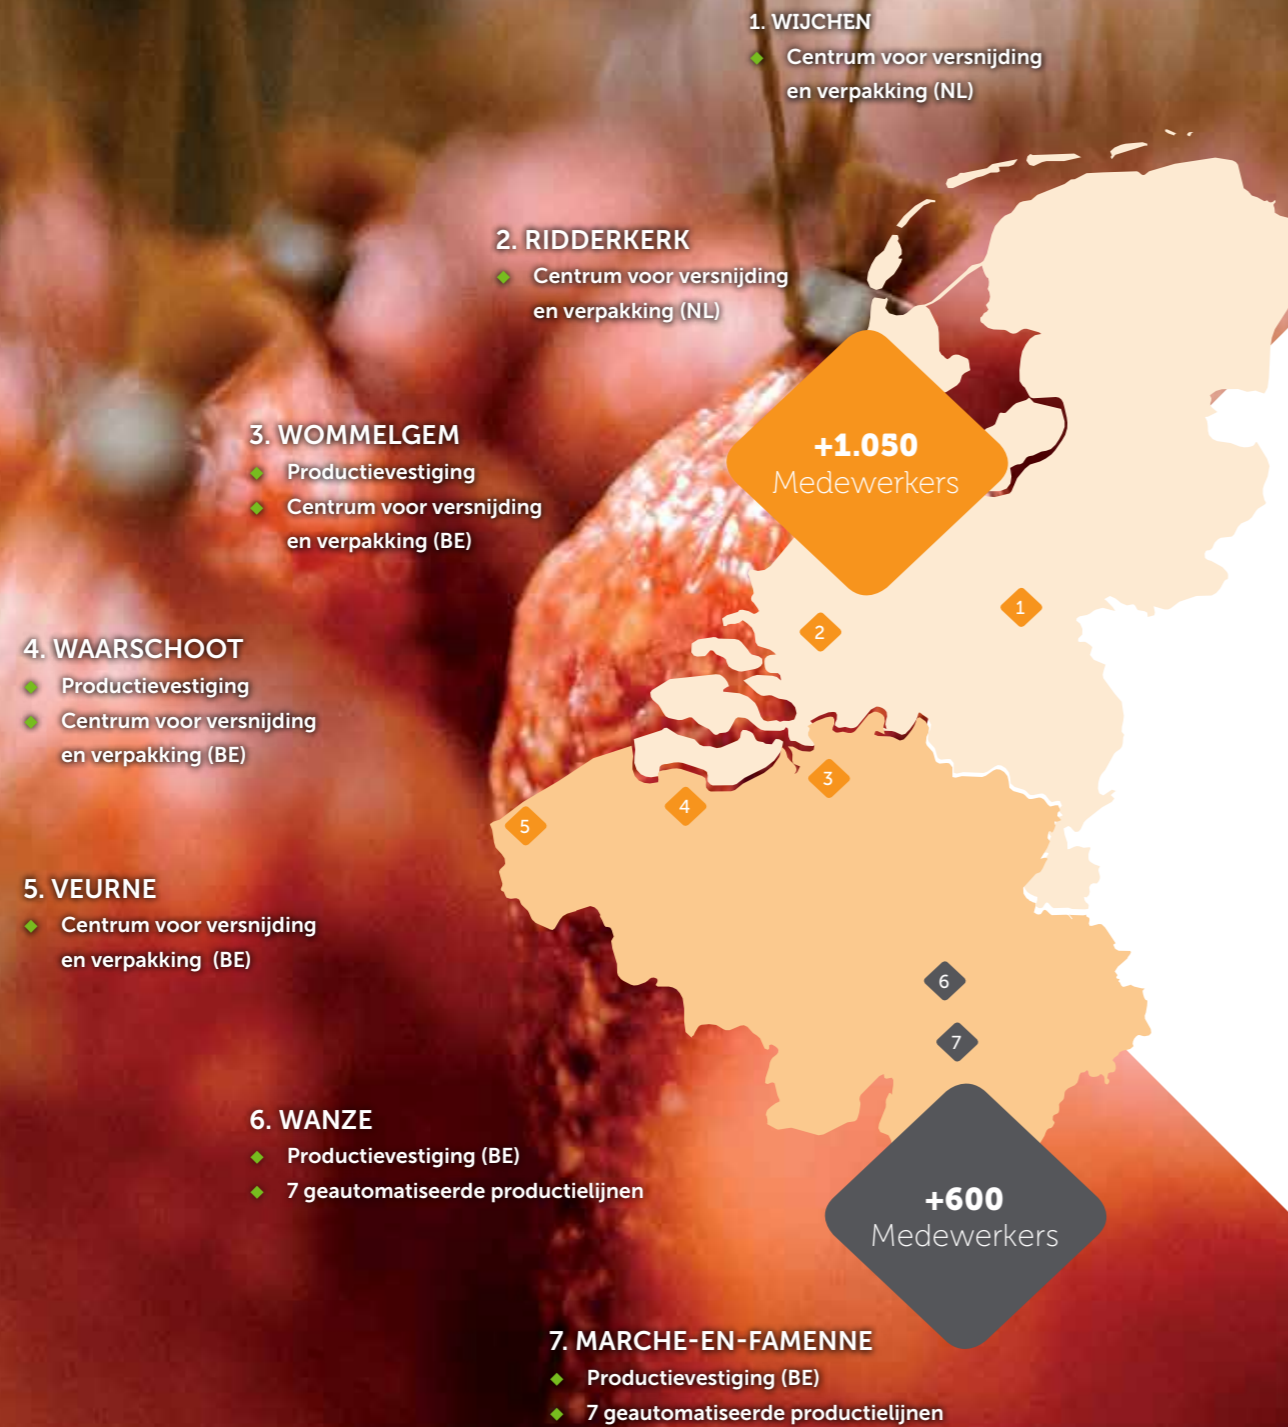 1. WIJCHEN
◆ Centrum voor versnijding
en verpakking (NL)
2. RIDDERKERK
◆ Centrum voor versnijding
en verpakking (NL)
3. WOMMELGEM
◆ Productievestiging
◆ Centrum voor versnijding
en verpakking (BE)
4. WAARSCHOOT
◆ Productievestiging
◆ Centrum voor versnijding
en verpakking (BE)
5. VEURNE
◆ Centrum voor versnijding
en verpakking (BE)
6. WANZE
◆ Productievestiging (BE)
◆ 7 geautomatiseerde productielijnen
7. MARCHE-EN-FAMENNE
◆ Productievestiging (BE)
◆ 7 geautomatiseerde productielijnen
+1.050
Medewerkers
1
2
3
4
5
6
7
+600
Medewerkers